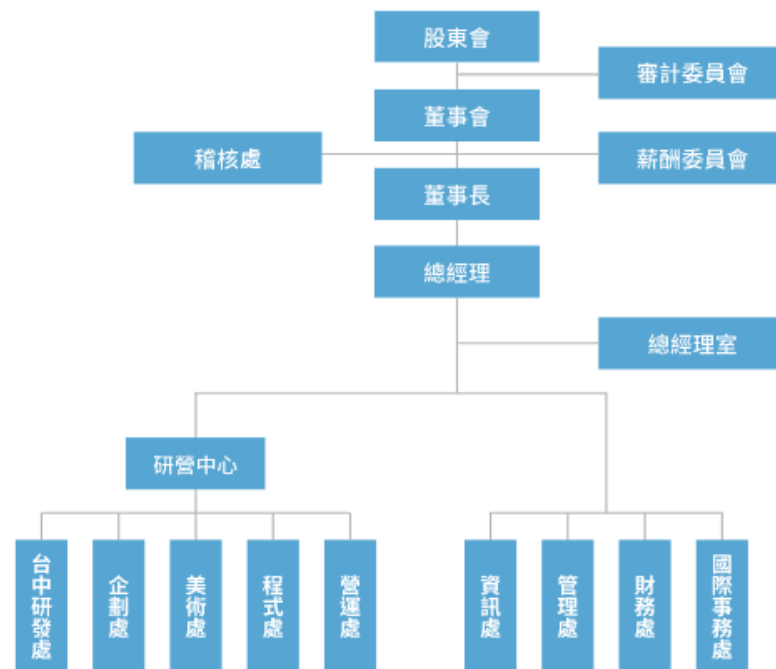 股東會
審計委員會
董事會
稽核處
薪酬委員會
董事長
總經理
總經理室
研營中心
台中研發處
企劃處
美術處
程式處
營運處
資訊處
管理處
財務處
國際事務處